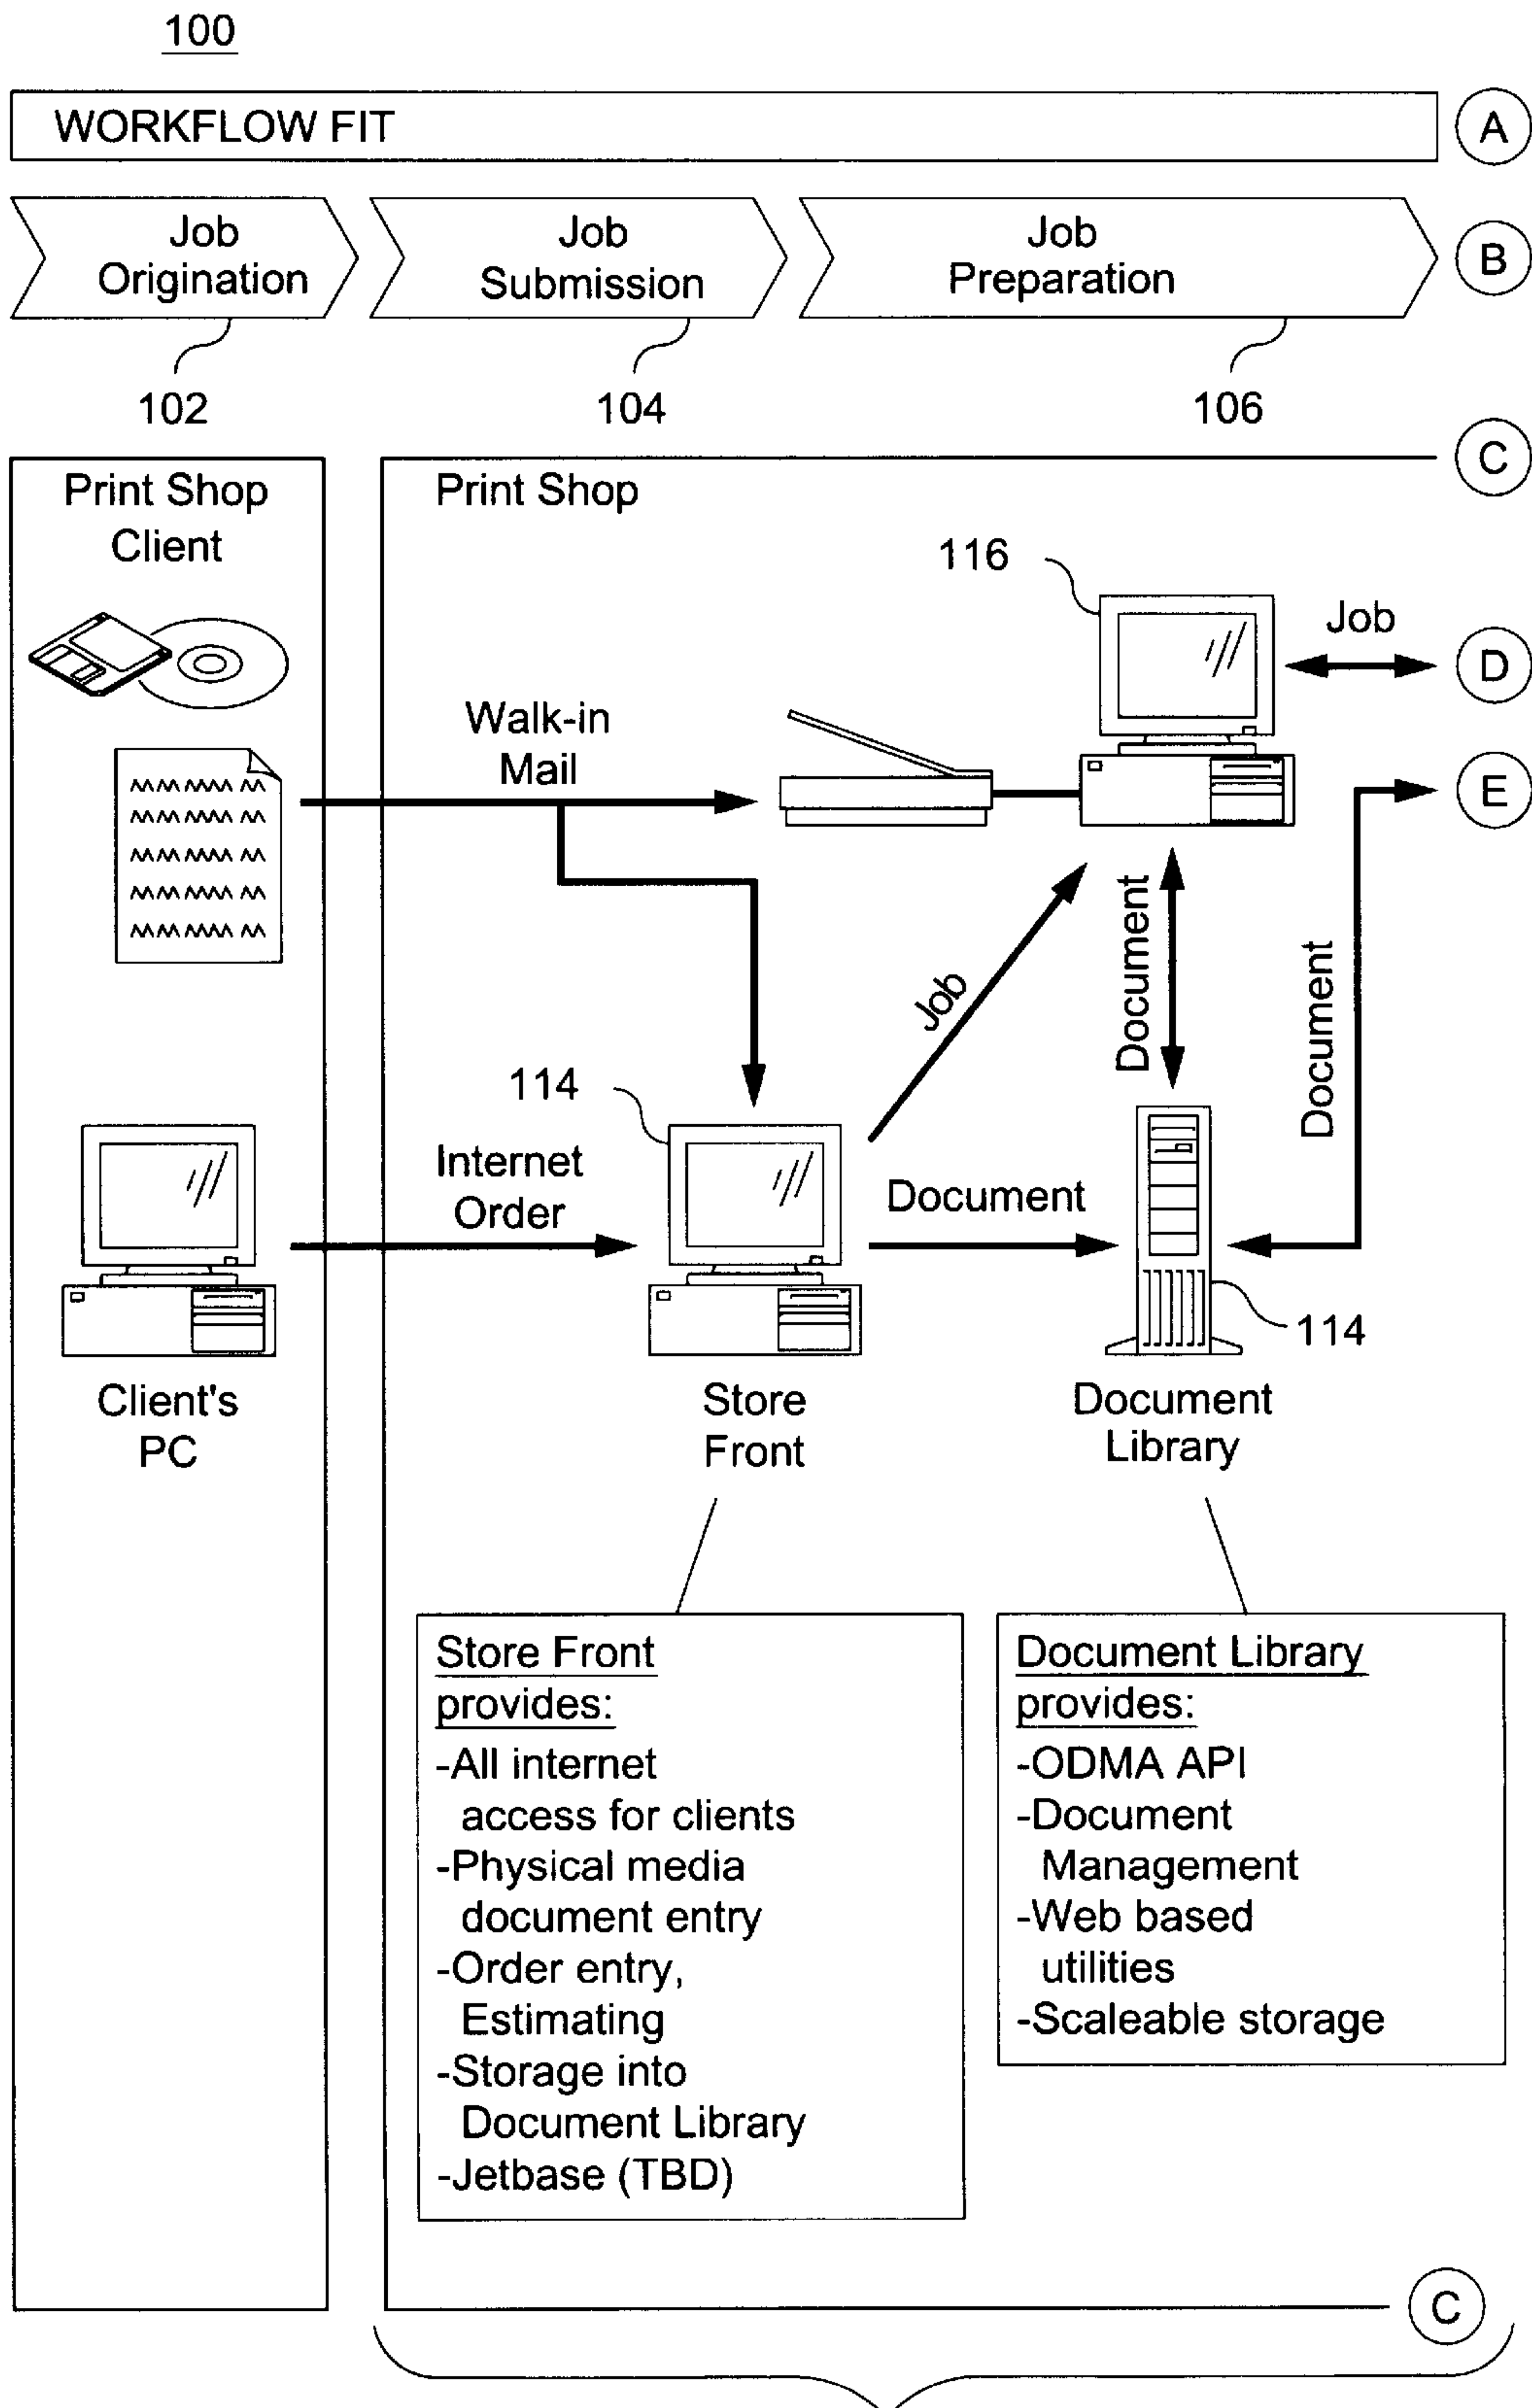 100
WORKFLOW FIT
A
Job
Origination
Job
Submission
Job
Preparation
B
102
104
106
C
Print Shop
Client
Print Shop
116
Job
D
Walk-in
Mail
E
Job
Document
Document
114
Internet
Order
Document
114
Client's
PC
Store
Front
Document
Library
Store Front
provides:
-All internet
access for clients
-Physical media
document entry
-Order entry,
Estimating
-Storage into
Document Library
-Jetbase (TBD)
Document Library
provides:
-ODMA API
-Document
Management
-Web based
utilities
-Scaleable storage
C